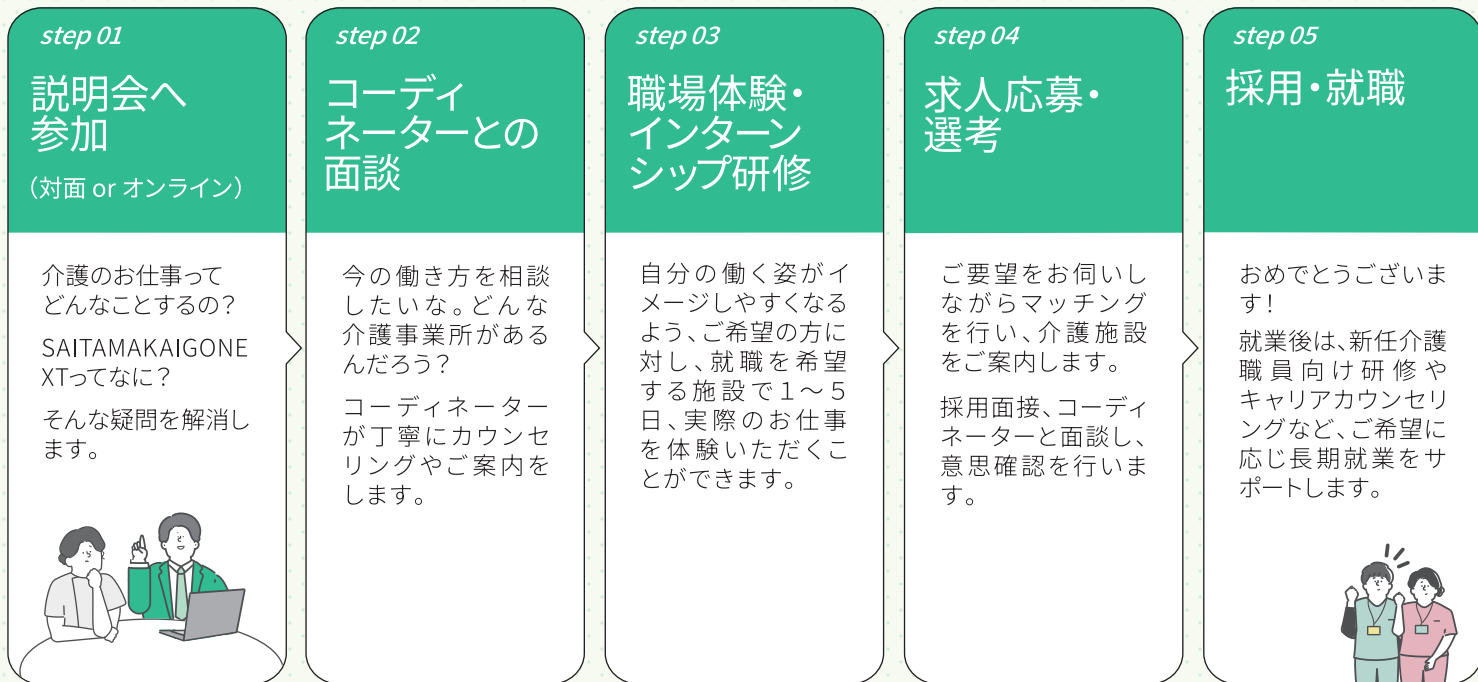 step 01
説明会へ
参加
（対面 or オンライン）
介護のお仕事って
どんなことするの？
SAITAMAKAIGONE
XTってなに？
そんな疑問を解消し
ます。
step 02
コーディ
ネーターとの
面談
今の働き方を相談
したいな。どんな
介護事業所がある
んだろう？
コーディネーター
が丁寧にカウンセ
リングやご案内を
します。
step 03
職場体験・
インターン
シップ研修
自分の働く姿がイ
メージしやすくなる
よう、ご希望の方に
対し、就職を希望
する施設で１〜５
日、実際のお仕事
を体験いただくこ
とができます。
step 04
求人応募・
選考
ご要望をお伺いし
ながらマッチング
を行い、介護施設
をご案内します。
採用面接、コーディ
ネーターと面談し、
意思確認を行いま
す。
step 05
採用・就職
おめでとうございま
す！
就業後は、新任介護
職員向け研修や
キャリアカウンセリ
ングなど、ご希望に
応じ長期就業をサ
ポートします。